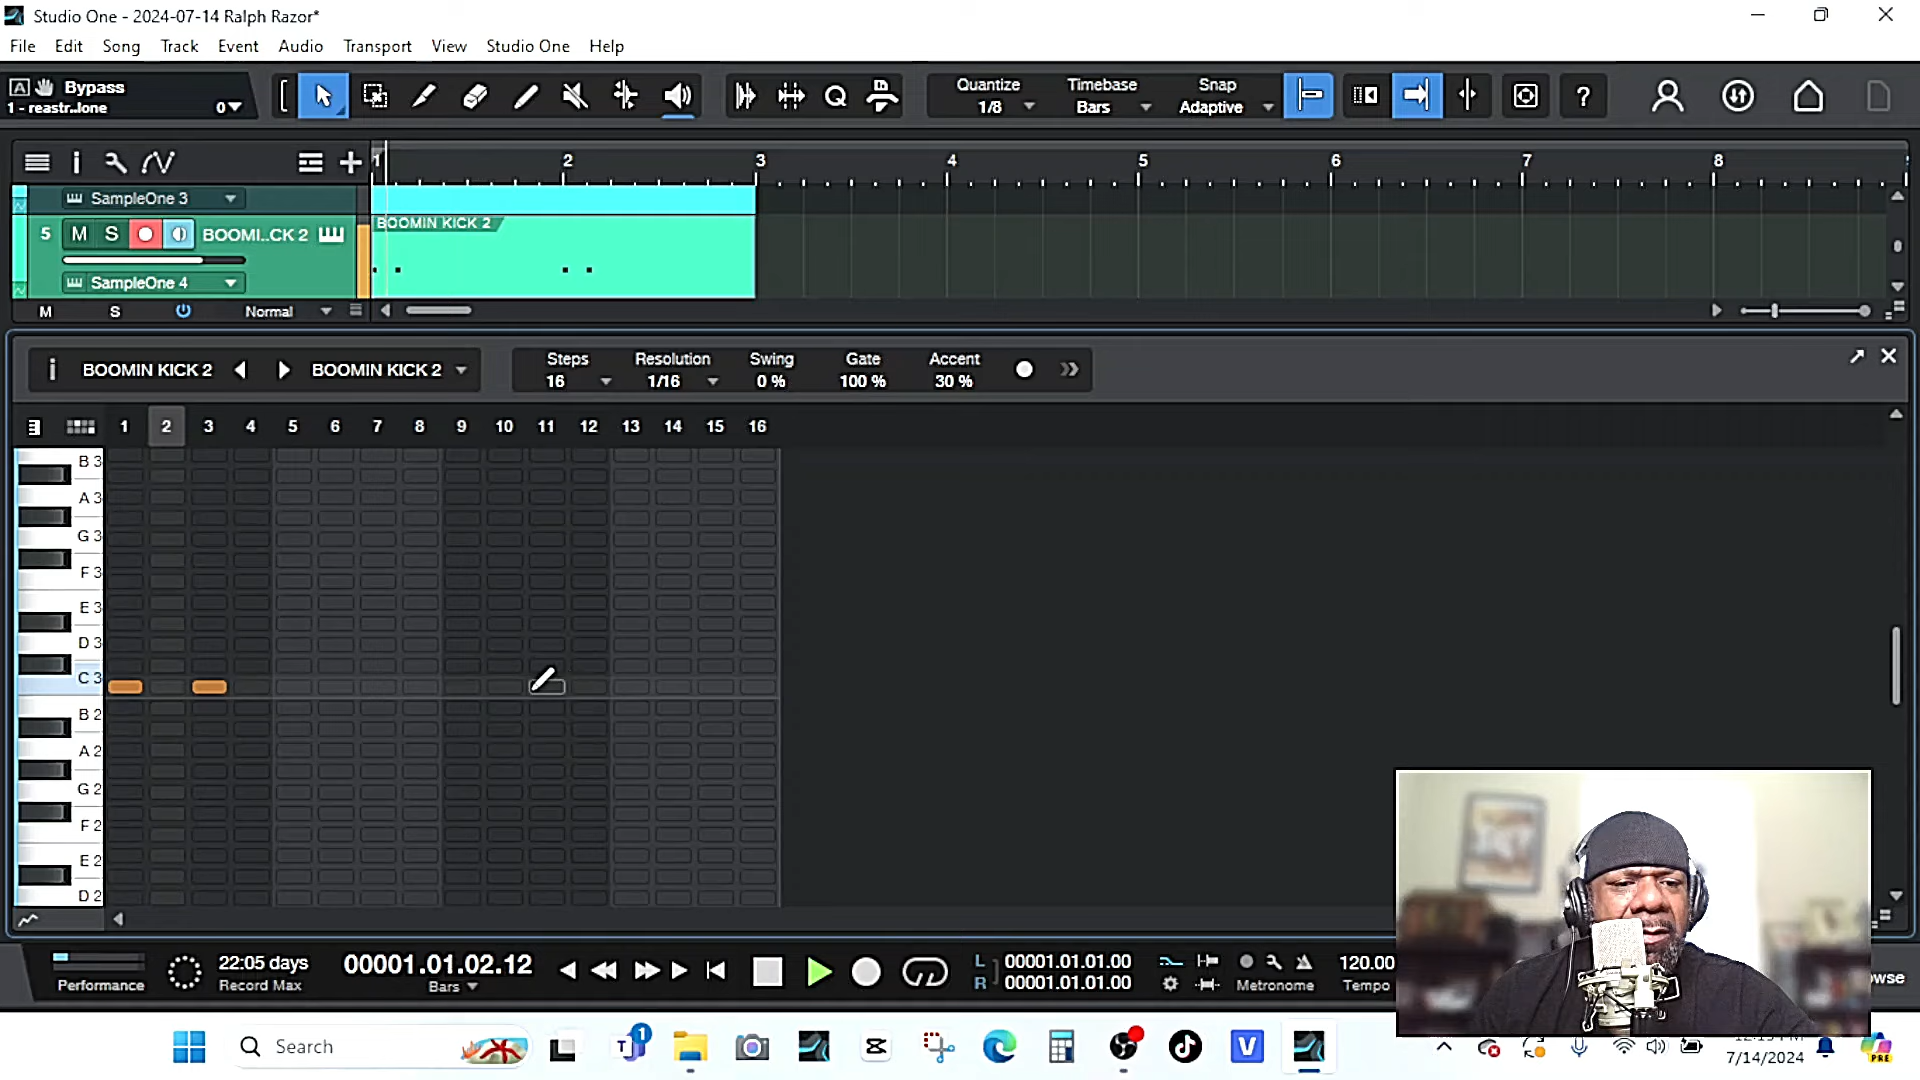 Studio One - 2024-07-14 Ralph Razor*
File Edit Song Track Event Audio Transport View Studio One Help
A Bypass
1 - reastr..lone 0
Quantize 1/8
Timebase Bars
Snap Adaptive
Q ?
1 2 3 4 5 6 7 8
SampleOne 3
BOOMIN KICK 2
5 M S BOOMI..CK 2
SampleOne 4
M S Normal
BOOMIN KICK 2 BOOMIN KICK 2
Steps 16
Resolution 1/16
Swing 0 %
Gate 100 %
Accent 30 %
1 2 3 4 5 6 7 8 9 10 11 12 13 14 15 16
B 3
A 3
G 3
F 3
E 3
D 3
C 3
B 2
A 2
G 2
F 2
E 2
D 2
Performance
22:05 days
Record Max
00001.01.02.12
Bars
L 00001.01.01.00
R 00001.01.01.00
Metronome
120.00
Tempo
Search
1
V
7/14/2024
PRE